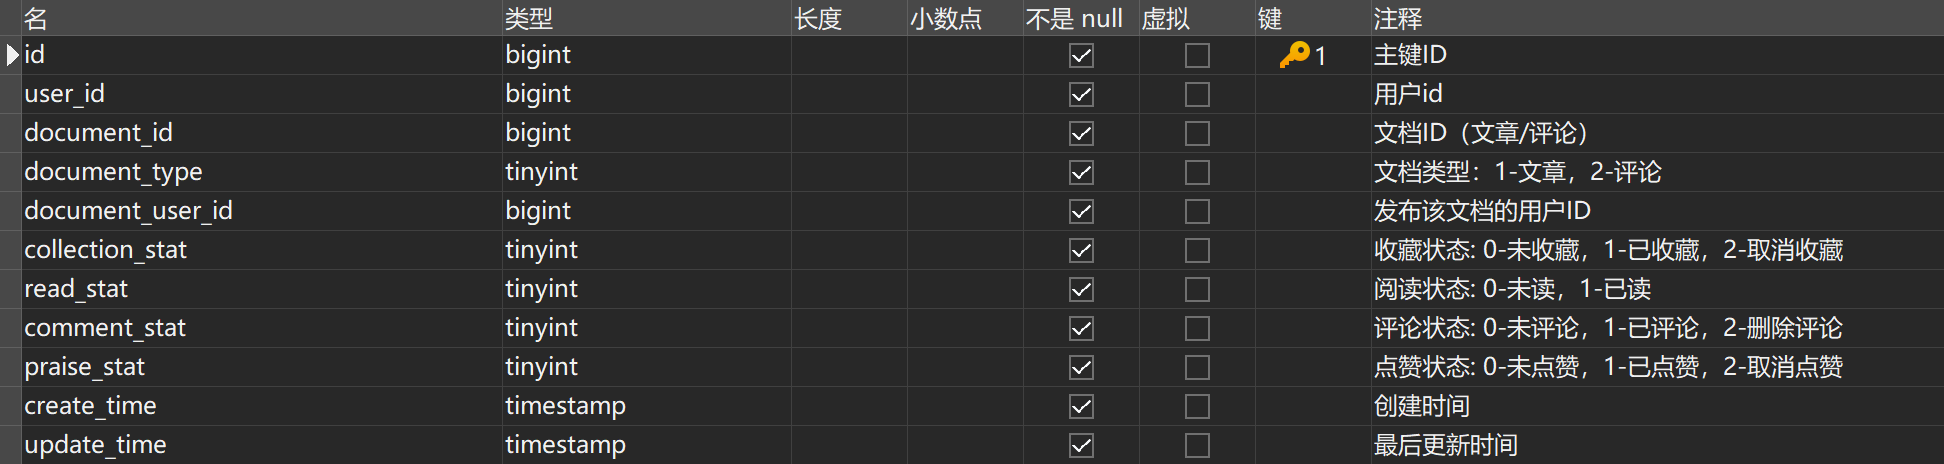 名 类型 长度 小数点 不是 null 虚拟 键 注释
id bigint 1 主键ID
user_id bigint 用户id
document_id bigint 文档ID（文章/评论）
document_type tinyint 文档类型：1-文章，2-评论
document_user_id bigint 发布该文档的用户ID
collection_stat tinyint 收藏状态: 0-未收藏，1-已收藏，2-取消收藏
read_stat tinyint 阅读状态: 0-未读，1-已读
comment_stat tinyint 评论状态: 0-未评论，1-已评论，2-删除评论
praise_stat tinyint 点赞状态: 0-未点赞，1-已点赞，2-取消点赞
create_time timestamp 创建时间
update_time timestamp 最后更新时间